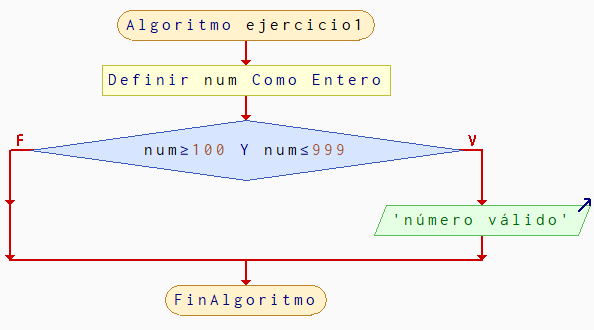 Algoritmo ejercicio1
Definir num Como Entero
F
num≥100 Y num≤999
V
'número válido'
FinAlgoritmo